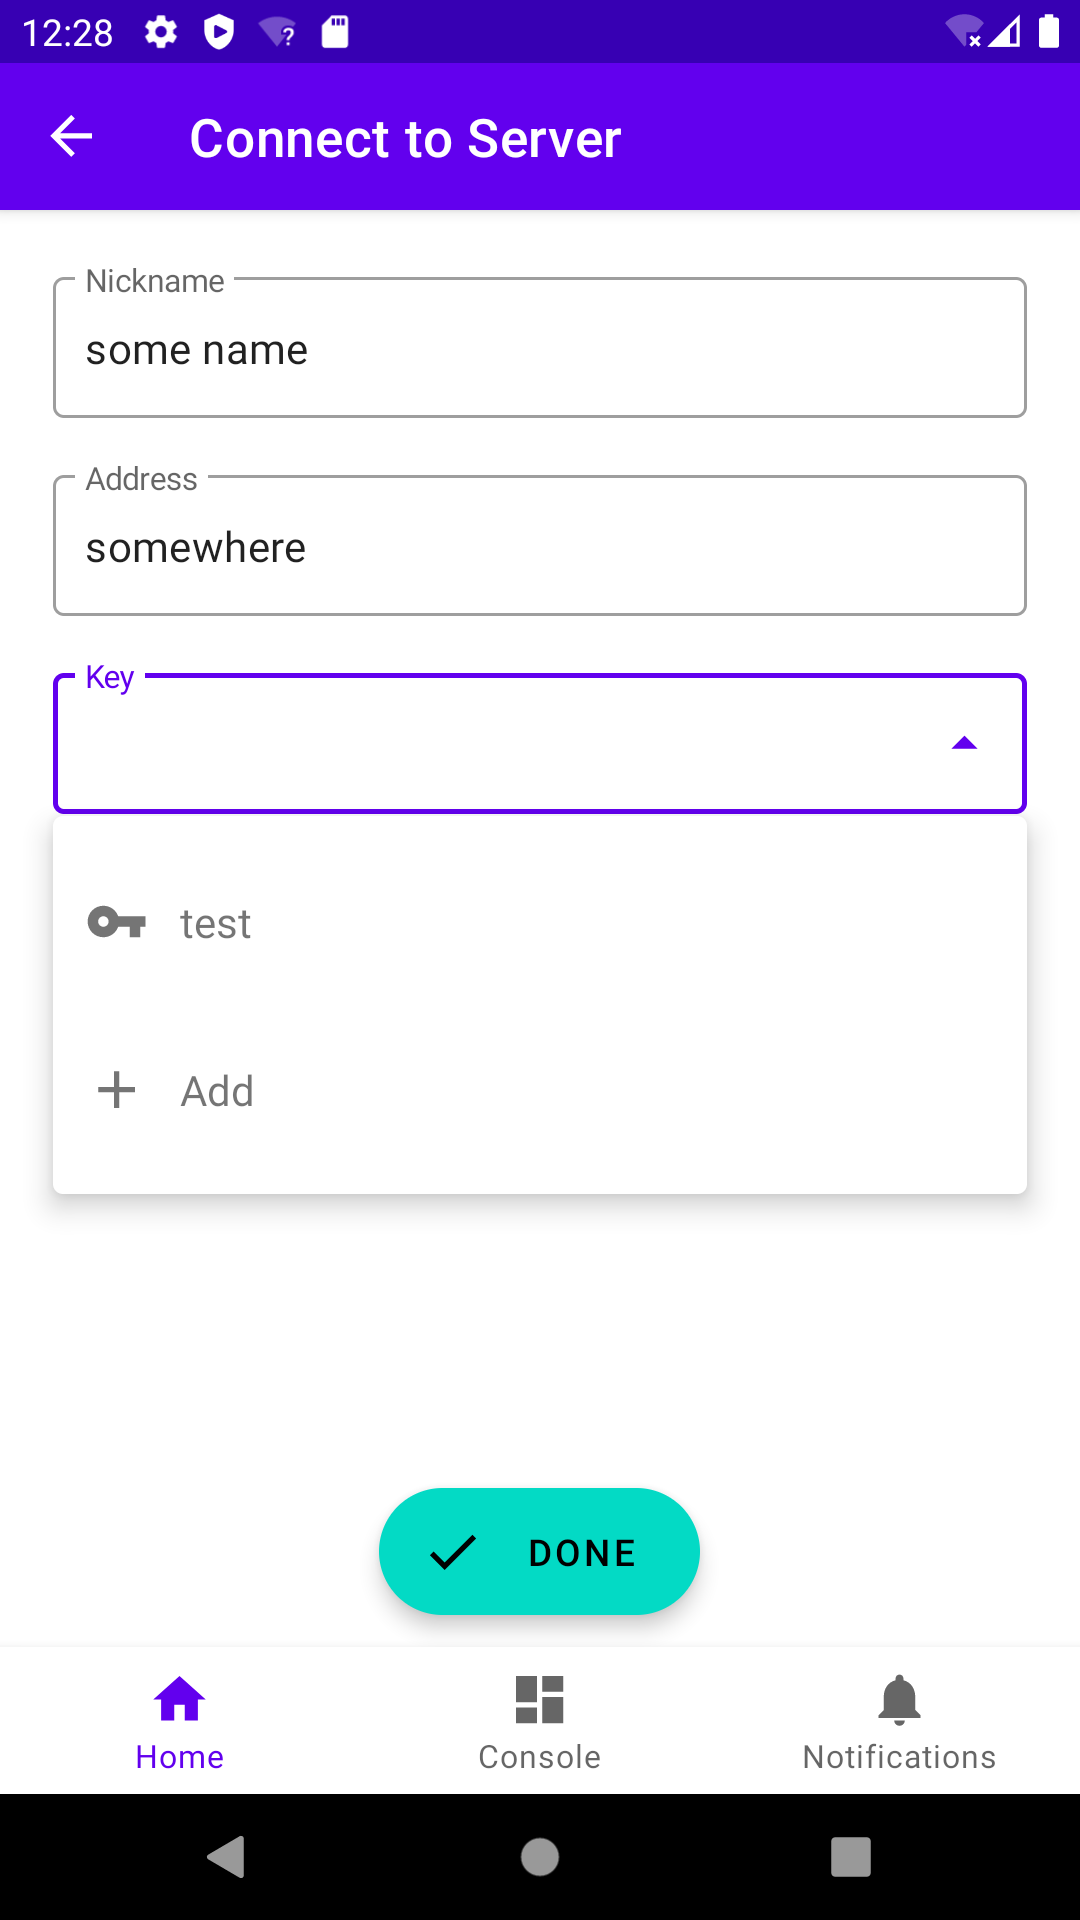 12:28
Connect to Server
Nickname
some name
Address
somewhere
Key
test
Add
DONE
Home
Console
Notifications